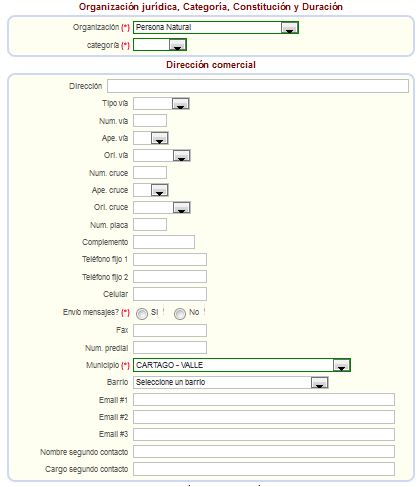 Organización jurídica, Categoría, Constitución y Duración
Organización (*) Persona Natural
categoría (*)
Dirección comercial
Dirección
Tipo vía
Num. vía
Ape. vía
Ori. vía
Num. cruce
Ape. cruce
Ori. cruce
Num. placa
Complemento
Teléfono fijo 1
Teléfono fijo 2
Celular
Envío mensajes? (*) SI ! No !
Fax
Num. predial
Municipio (*) CARTAGO - VALLE
Barrio Seleccione un barrio
Email #1
Email #2
Email #3
Nombre segundo contacto
Cargo segundo contacto